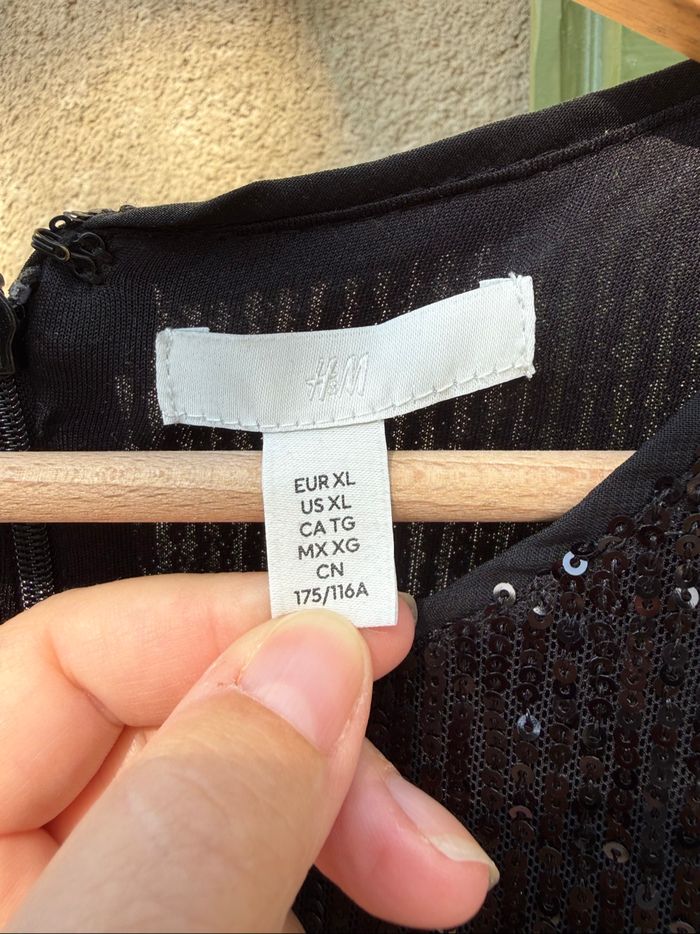 H&M
EUR XL
US XL
CA TG
MX XG
CN
175/116A